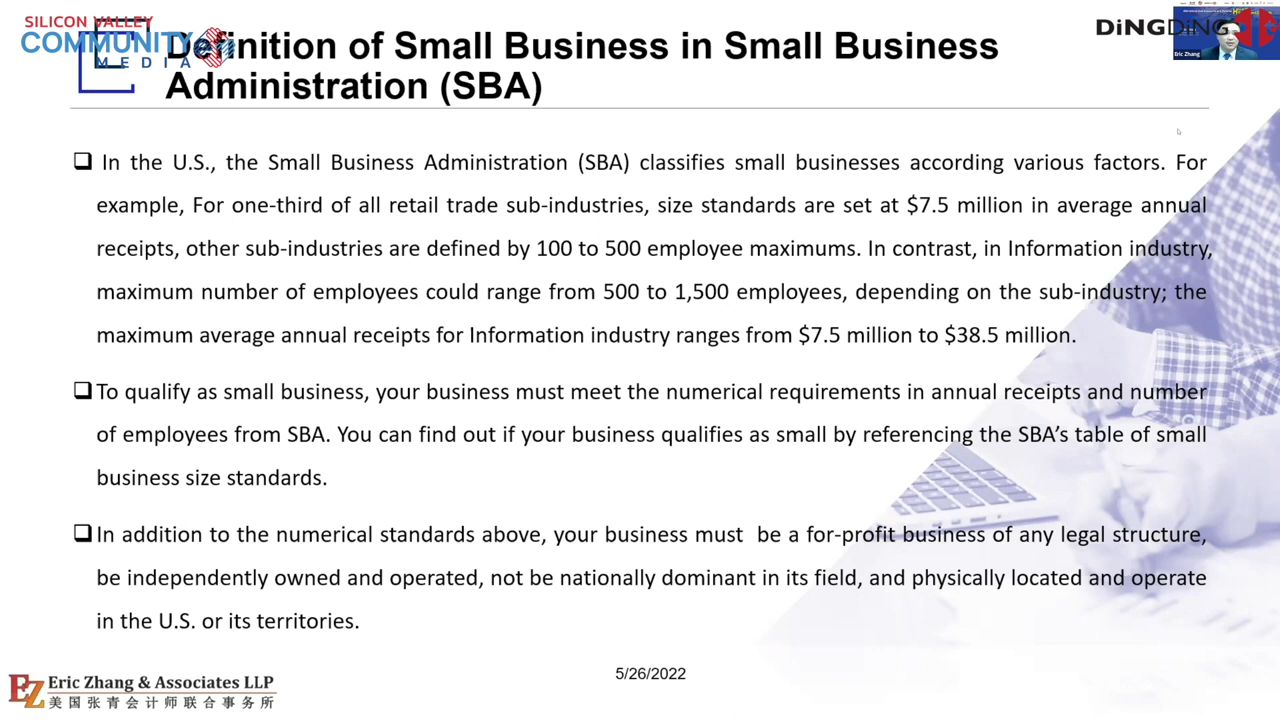 SILICON VALLEY
COMMUNITY
MEDIA
DiNGDiNG
Eric Zhang
Definition of Small Business in Small Business
Administration (SBA)
In the U.S., the Small Business Administration (SBA) classifies small businesses according various factors. For
example, For one-third of all retail trade sub-industries, size standards are set at $7.5 million in average annual
receipts, other sub-industries are defined by 100 to 500 employee maximums. In contrast, in Information industry,
maximum number of employees could range from 500 to 1,500 employees, depending on the sub-industry; the
maximum average annual receipts for Information industry ranges from $7.5 million to $38.5 million.
To qualify as small business, your business must meet the numerical requirements in annual receipts and number
of employees from SBA. You can find out if your business qualifies as small by referencing the SBA’s table of small
business size standards.
In addition to the numerical standards above, your business must be a for-profit business of any legal structure,
be independently owned and operated, not be nationally dominant in its field, and physically located and operate
in the U.S. or its territories.
5/26/2022
EZ Eric Zhang & Associates LLP
美国张青会计师联合事务所